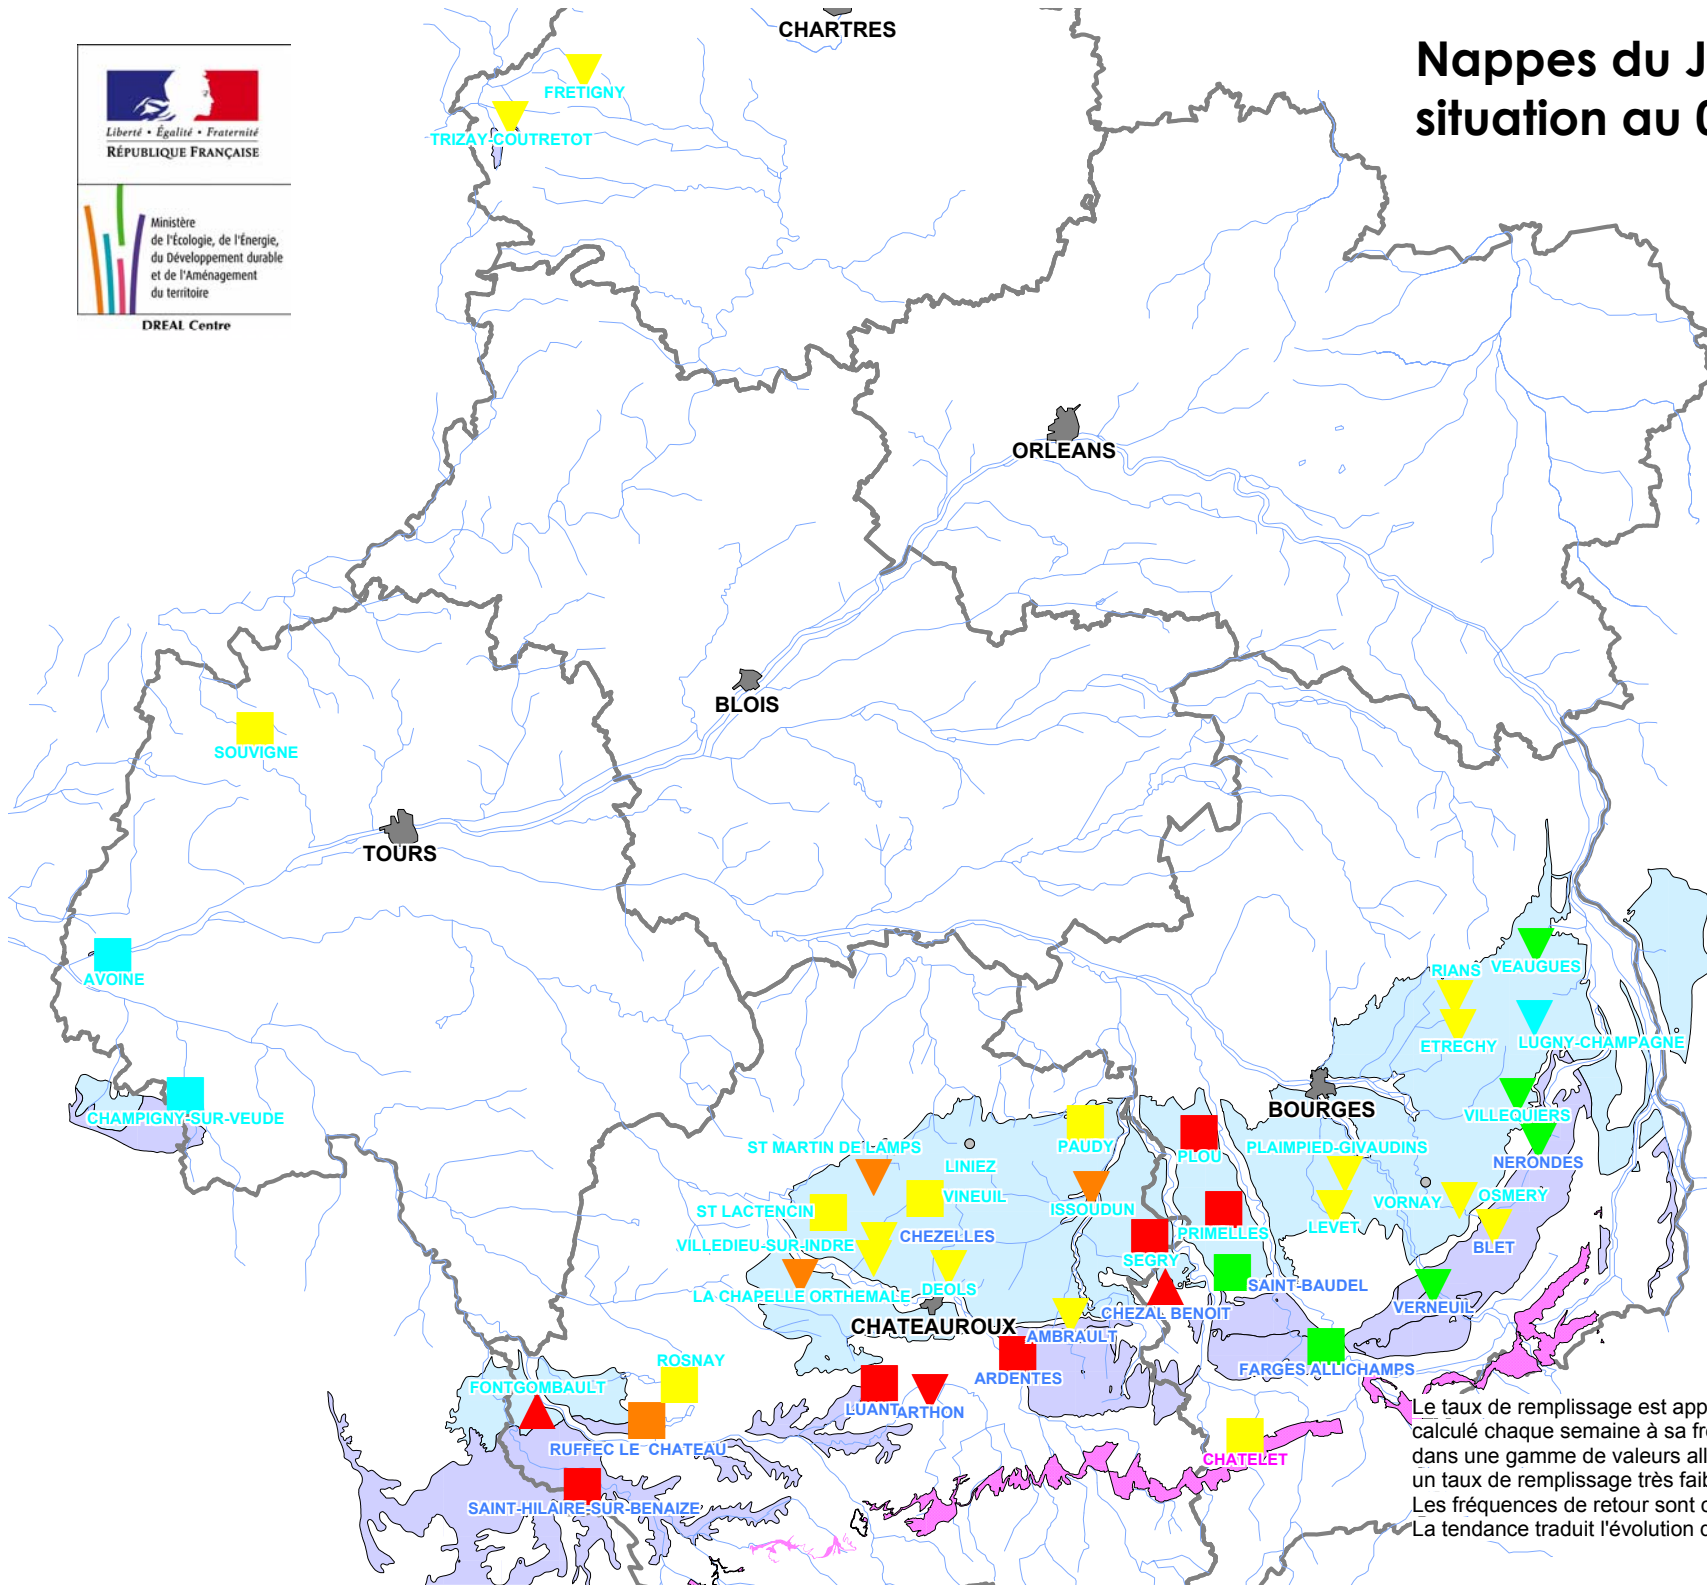 CHARTRES
Nappes du J
situation au 0
Liberté • Égalité • Fraternité
RÉPUBLIQUE FRANÇAISE
Ministère
de l'Écologie, de l'Énergie,
du Développement durable
et de l'Aménagement
du territoire
DREAL Centre
FRETIGNY
TRIZAY-COUTRETOT
ORLEANS
BLOIS
SOUVIGNE
TOURS
AVOINE
CHAMPIGNY-SUR-VEUDE
RIANS
VEAUGUES
ETRECHY
LUGNY-CHAMPAGNE
BOURGES
VILLEQUIERS
ST MARTIN DE LAMPS
LINIEZ
PAUDY
PLOU
PLAIMPIED-GIVAUDINS
NERONDES
ST LACTENCIN
VINEUIL
ISSOUDUN
VORNAY
OSMERY
LEVET
VILLEDIEU-SUR-INDRE
CHEZELLES
PRIMELLES
BLET
SEGRY
LA CHAPELLE ORTHEMALE
DEOLS
SAINT-BAUDEL
CHEZAL BENOIT
VERNEUIL
CHATEAUROUX
AMBRAULT
ROSNAY
ARDENTES
FARGES ALLICHAMPS
FONTGOMBAULT
LUANT
ARTHON
RUFFEC LE CHATEAU
CHATELET
SAINT-HILAIRE-SUR-BENAIZE
Le taux de remplissage est app
calculé chaque semaine à sa fr
dans une gamme de valeurs all
un taux de remplissage très faib
Les fréquences de retour sont c
La tendance traduit l'évolution d